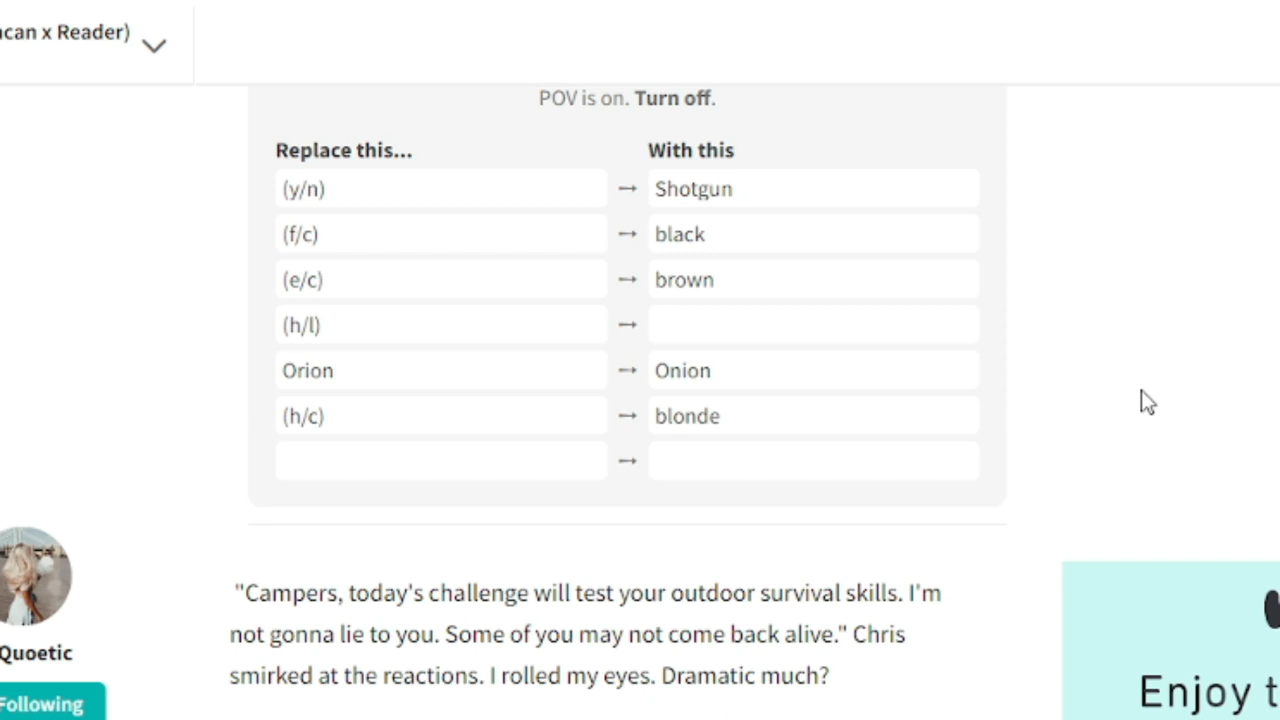 can x Reader)
POV is on. Turn off.
Replace this... With this
(y/n) → Shotgun
(f/c) → black
(e/c) → brown
(h/l) →
Orion → Onion
(h/c) → blonde
→
"Campers, today's challenge will test your outdoor survival skills. I'm
not gonna lie to you. Some of you may not come back alive." Chris
smirked at the reactions. I rolled my eyes. Dramatic much?
Quoetic
Following
Enjoy t